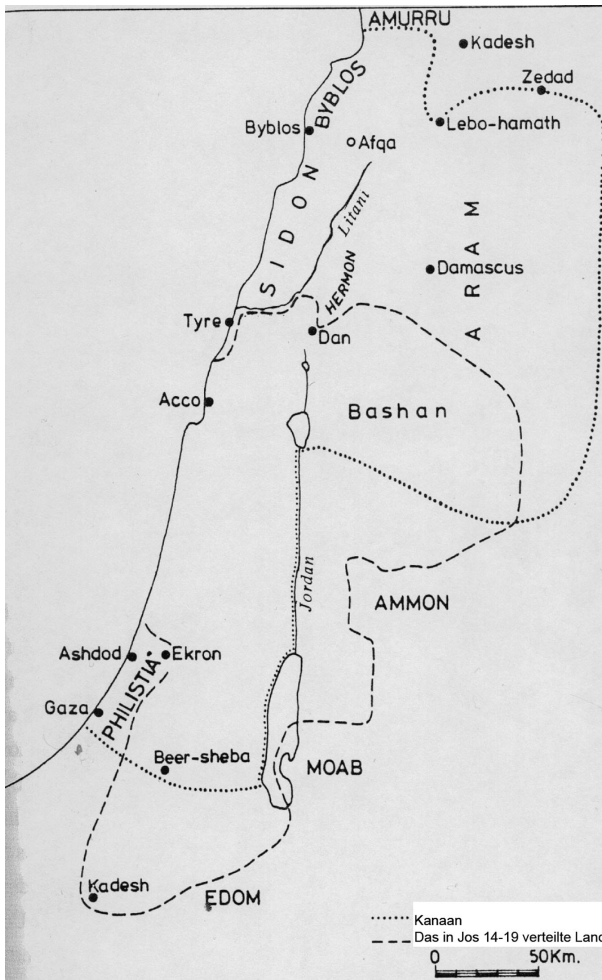 AMURRU
Kadesh
Zedad
BYBLOS
Byblos
Lebo-hamath
Afqa
SIDON
Litani
ARAM
HERMON
Damascus
Tyre
Dan
Acco
Bashan
Jordan
AMMON
Ashdod
Ekron
PHILISTIA
Gaza
Beer-sheba
MOAB
Kadesh
EDOM
Kanaan
Das in Jos 14-19 verteilte Land
0 50Km.